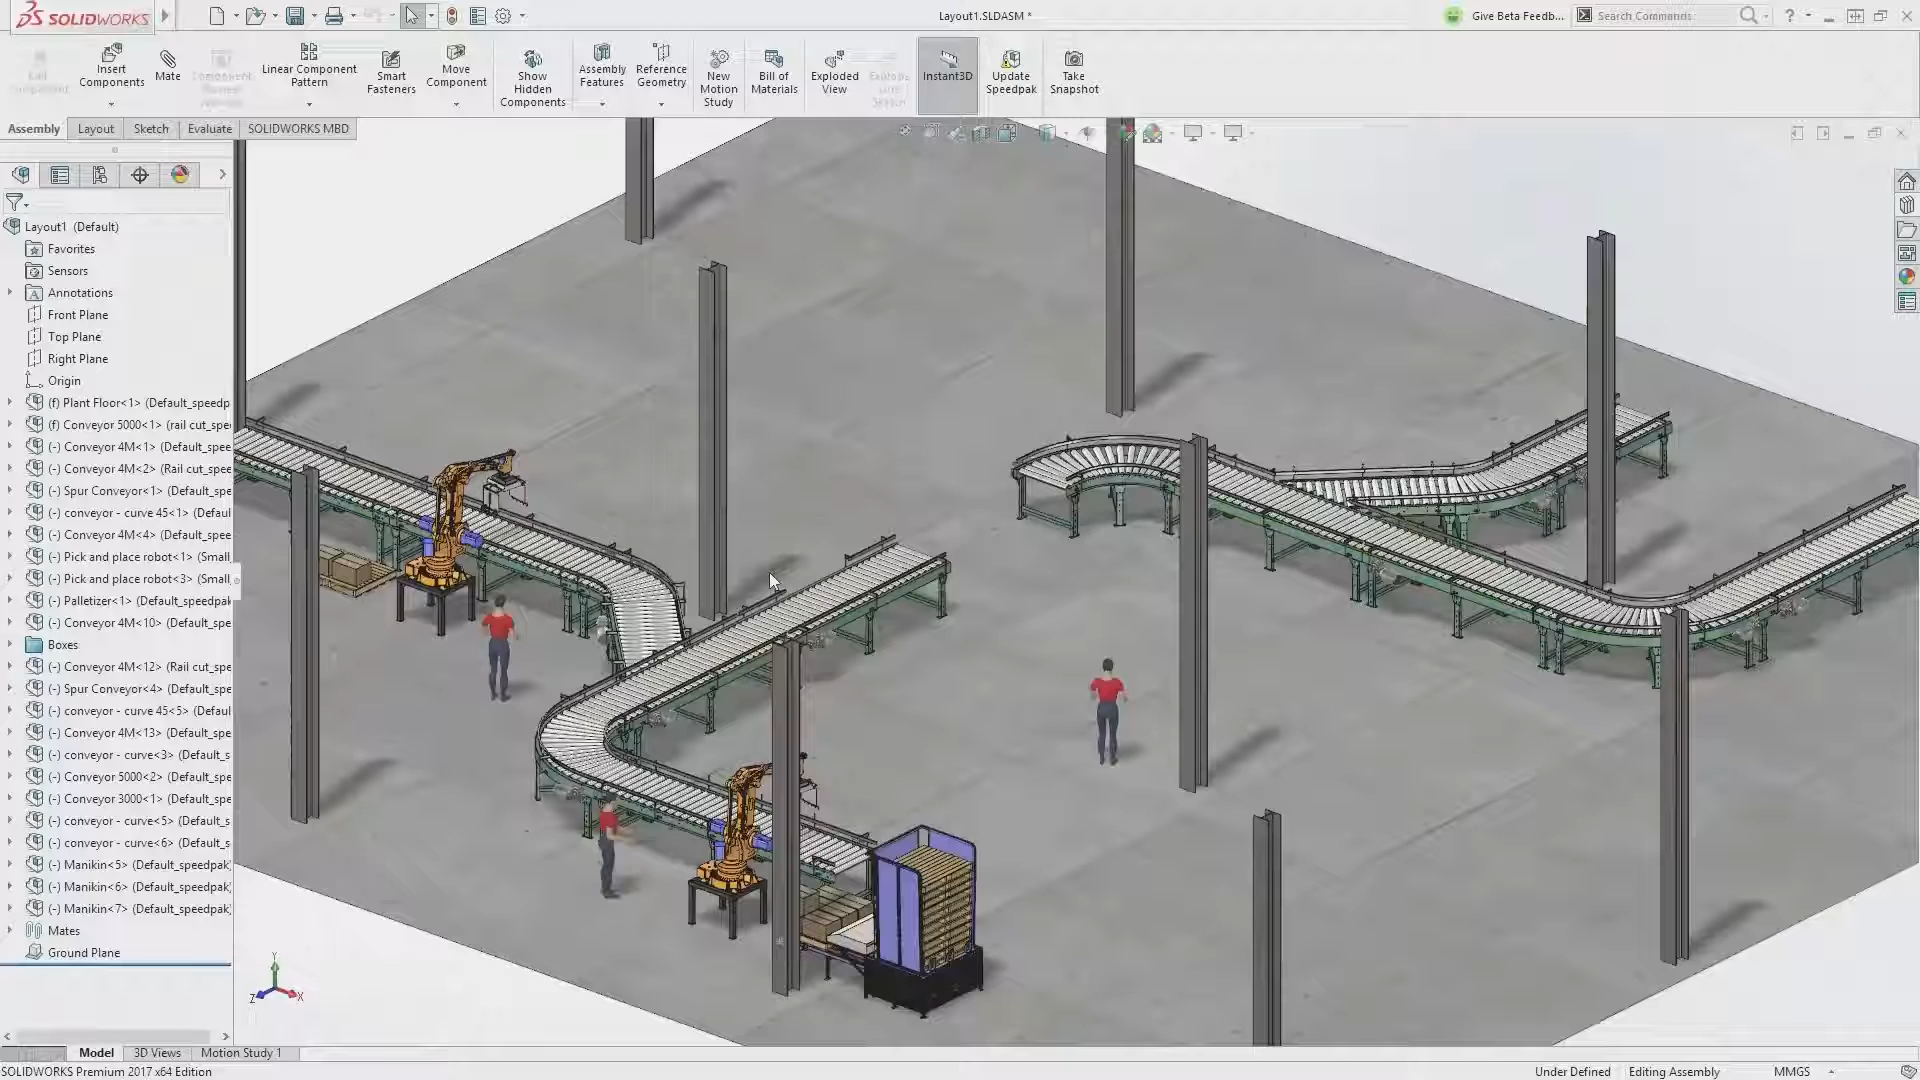 SOLIDWORKS
Layout1.SLDASM *
Give Beta Feedb...
Search Commands
Insert Components
Mate
Linear Component Pattern
Smart Fasteners
Move Component
Show Hidden Components
Assembly Features
Reference Geometry
New Motion Study
Bill of Materials
Exploded View
Instant3D
Update Speedpak
Take Snapshot
Assembly
Layout
Sketch
Evaluate
SOLIDWORKS MBD
Layout1 (Default)
Favorites
Sensors
Annotations
Front Plane
Top Plane
Right Plane
Origin
(f) Plant Floor<1> (Default_speedp
(f) Conveyor 5000<1> (rail cut_spe
(-) Conveyor 4M<1> (Default_spee
(-) Conveyor 4M<2> (Rail cut_spee
(-) Spur Conveyor<1> (Default_spe
(-) conveyor - curve 45<1> (Defaul
(-) Conveyor 4M<4> (Default_spee
(-) Pick and place robot<1> (Small_
(-) Pick and place robot<3> (Small_
(-) Palletizer<1> (Default_speedpak
(-) Conveyor 4M<10> (Default_spe
Boxes
(-) Conveyor 4M<12> (Rail cut_spe
(-) Spur Conveyor<4> (Default_spe
(-) conveyor - curve 45<5> (Defaul
(-) Conveyor 4M<13> (Default_spe
(-) conveyor - curve<3> (Default_s
(-) Conveyor 5000<2> (Default_spe
(-) Conveyor 3000<1> (Default_spe
(-) conveyor - curve<5> (Default_s
(-) conveyor - curve<6> (Default_s
(-) Manikin<5> (Default_speedpak)
(-) Manikin<6> (Default_speedpak)
(-) Manikin<7> (Default_speedpak)
Mates
Ground Plane
Y
Z
X
Model
3D Views
Motion Study 1
SOLIDWORKS Premium 2017 x64 Edition
Under Defined
Editing Assembly
MMGS